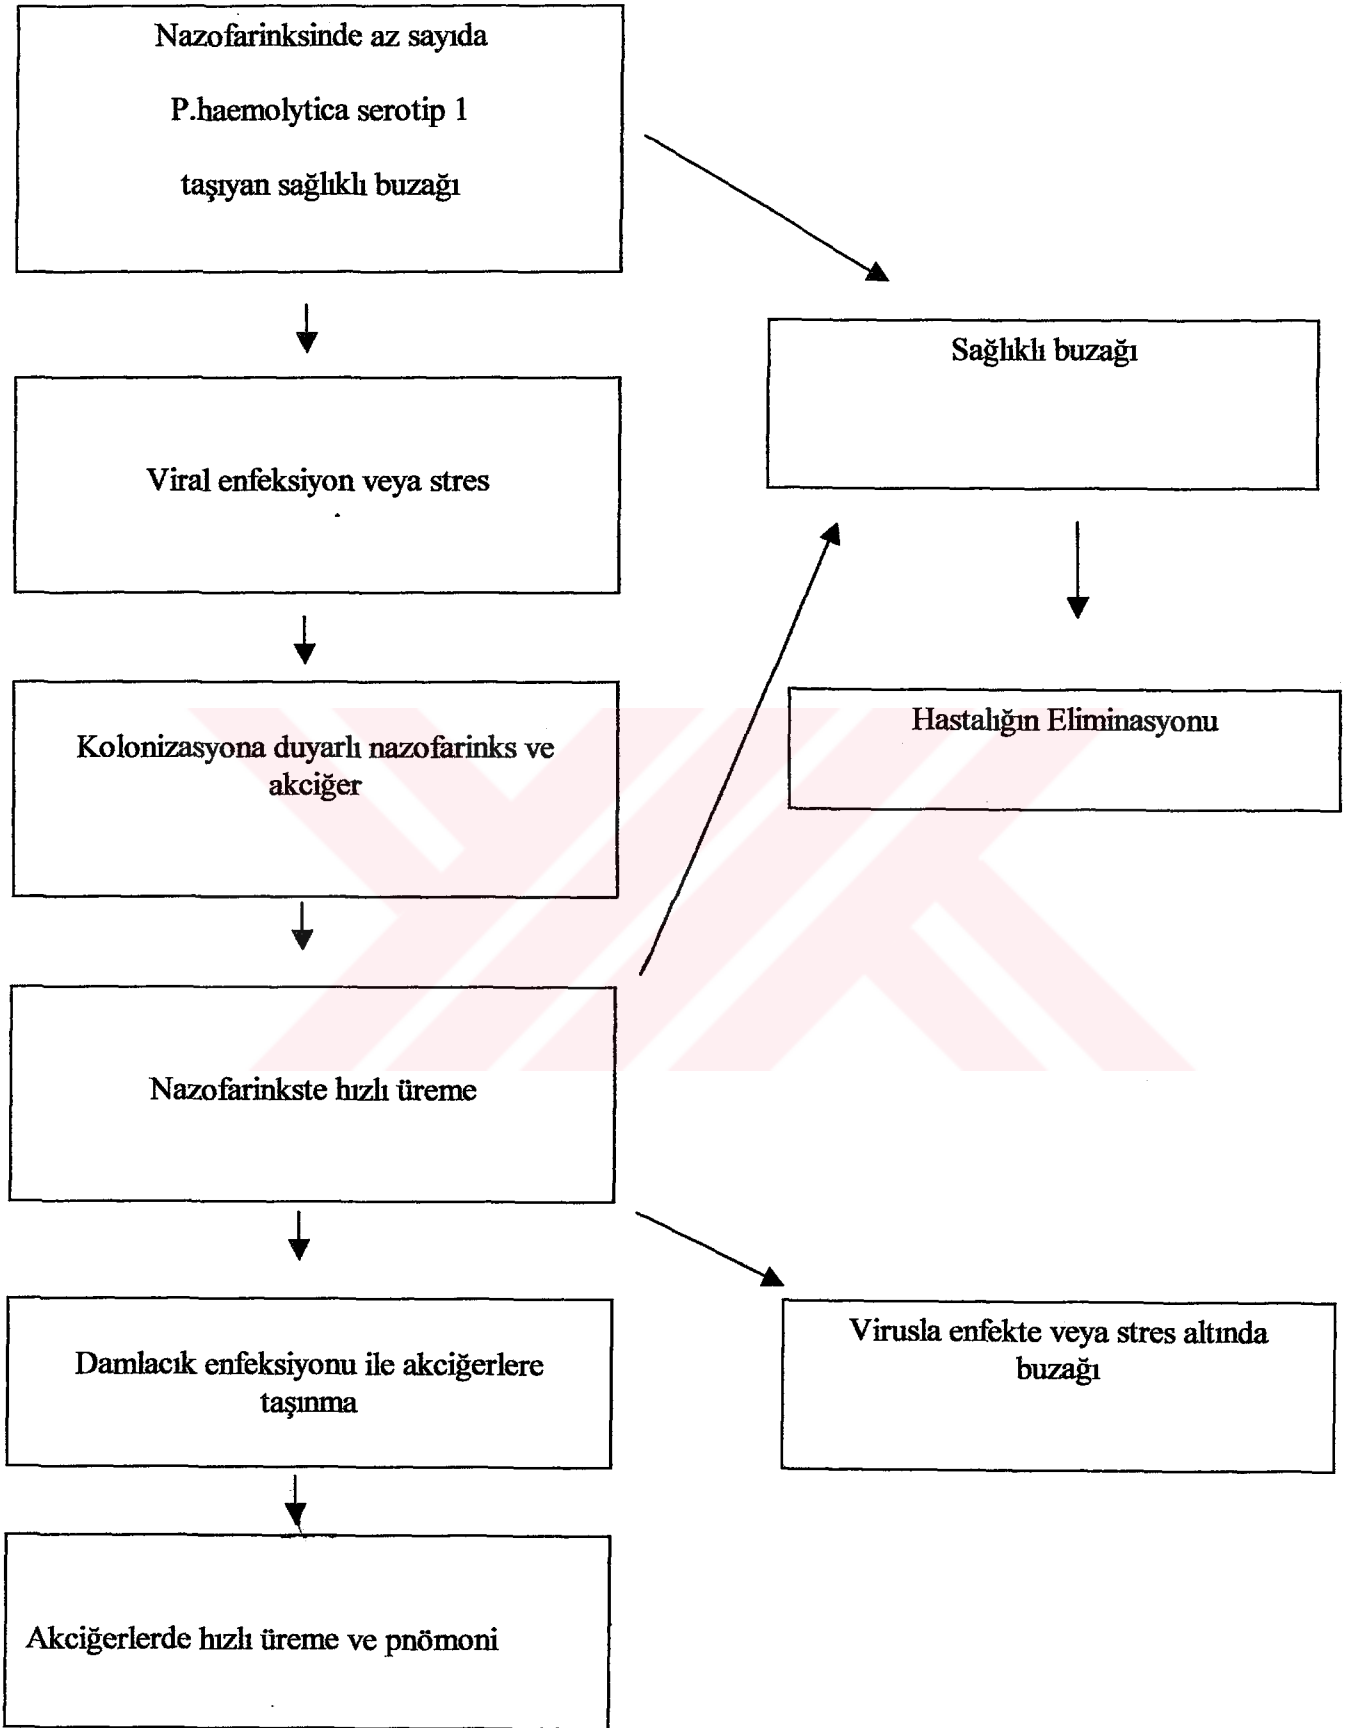 Nazofarinksinde az sayıda
P.haemolytica serotip 1
taşıyan sağlıklı buzağı
Sağlıklı buzağı
Viral enfeksiyon veya stres
Kolonizasyona duyarlı nazofarinks ve
akciğer
Hastalığın Eliminasyonu
Nazofarinkste hızlı üreme
Damlacık enfeksiyonu ile akciğerlere
taşınma
Virusla enfekte veya stres altında
buzağı
Akciğerlerde hızlı üreme ve pnömoni